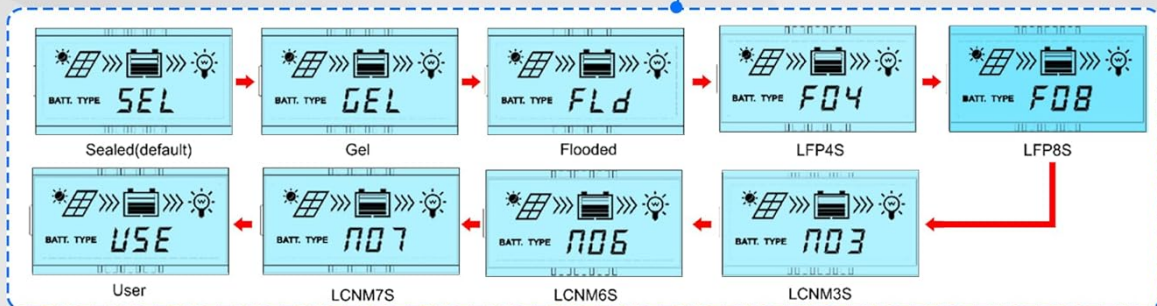 BATT. TYPE SEL
Sealed(default)
BATT. TYPE GEL
Gel
BATT. TYPE FLd
Flooded
BATT. TYPE F04
LFP4S
BATT. TYPE F08
LFP8S
BATT. TYPE USE
User
BATT. TYPE n07
LCNM7S
BATT. TYPE n06
LCNM6S
BATT. TYPE n03
LCNM3S